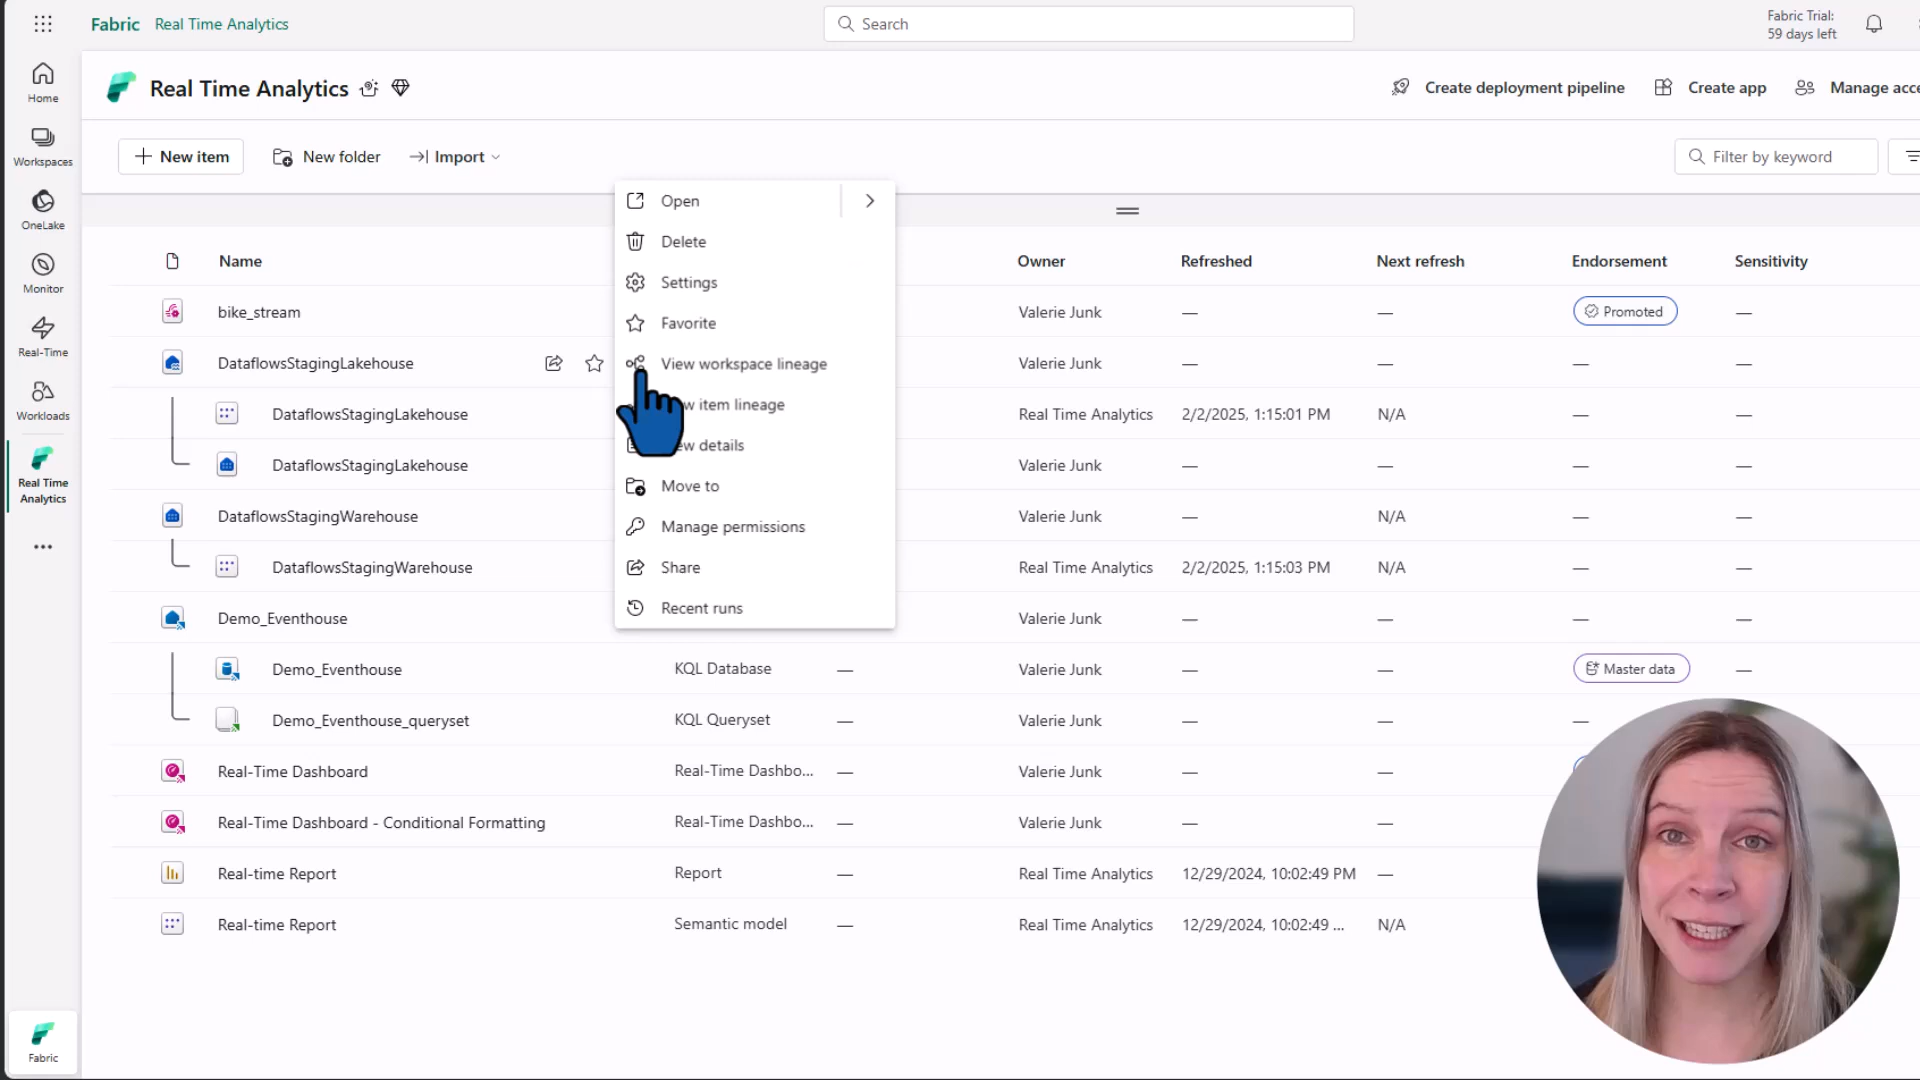 Fabric Real Time Analytics
Search
Fabric Trial:
59 days left
Home
Workspaces
OneLake
Monitor
Real-Time
Workloads
Real Time
Analytics
Fabric
Real Time Analytics
Create deployment pipeline
Create app
Manage acce
New item
New folder
Import
Filter by keyword
Open
Delete
Settings
Favorite
View workspace lineage
item lineage
details
Move to
Manage permissions
Share
Recent runs
Name Owner Refreshed Next refresh Endorsement Sensitivity
bike_stream Valerie Junk — — Promoted —
DataflowsStagingLakehouse Valerie Junk — — — —
DataflowsStagingLakehouse Real Time Analytics 2/2/2025, 1:15:01 PM N/A — —
DataflowsStagingLakehouse Valerie Junk — — — —
DataflowsStagingWarehouse Valerie Junk — N/A — —
DataflowsStagingWarehouse Real Time Analytics 2/2/2025, 1:15:03 PM N/A — —
Demo_Eventhouse Valerie Junk — — — —
Demo_Eventhouse KQL Database — Valerie Junk — — Master data —
Demo_Eventhouse_queryset KQL Queryset — Valerie Junk — — —
Real-Time Dashboard Real-Time Dashbo... — Valerie Junk — —
Real-Time Dashboard - Conditional Formatting Real-Time Dashbo... — Valerie Junk — —
Real-time Report Report — Real Time Analytics 12/29/2024, 10:02:49 PM —
Real-time Report Semantic model — Real Time Analytics 12/29/2024, 10:02:49 ... N/A